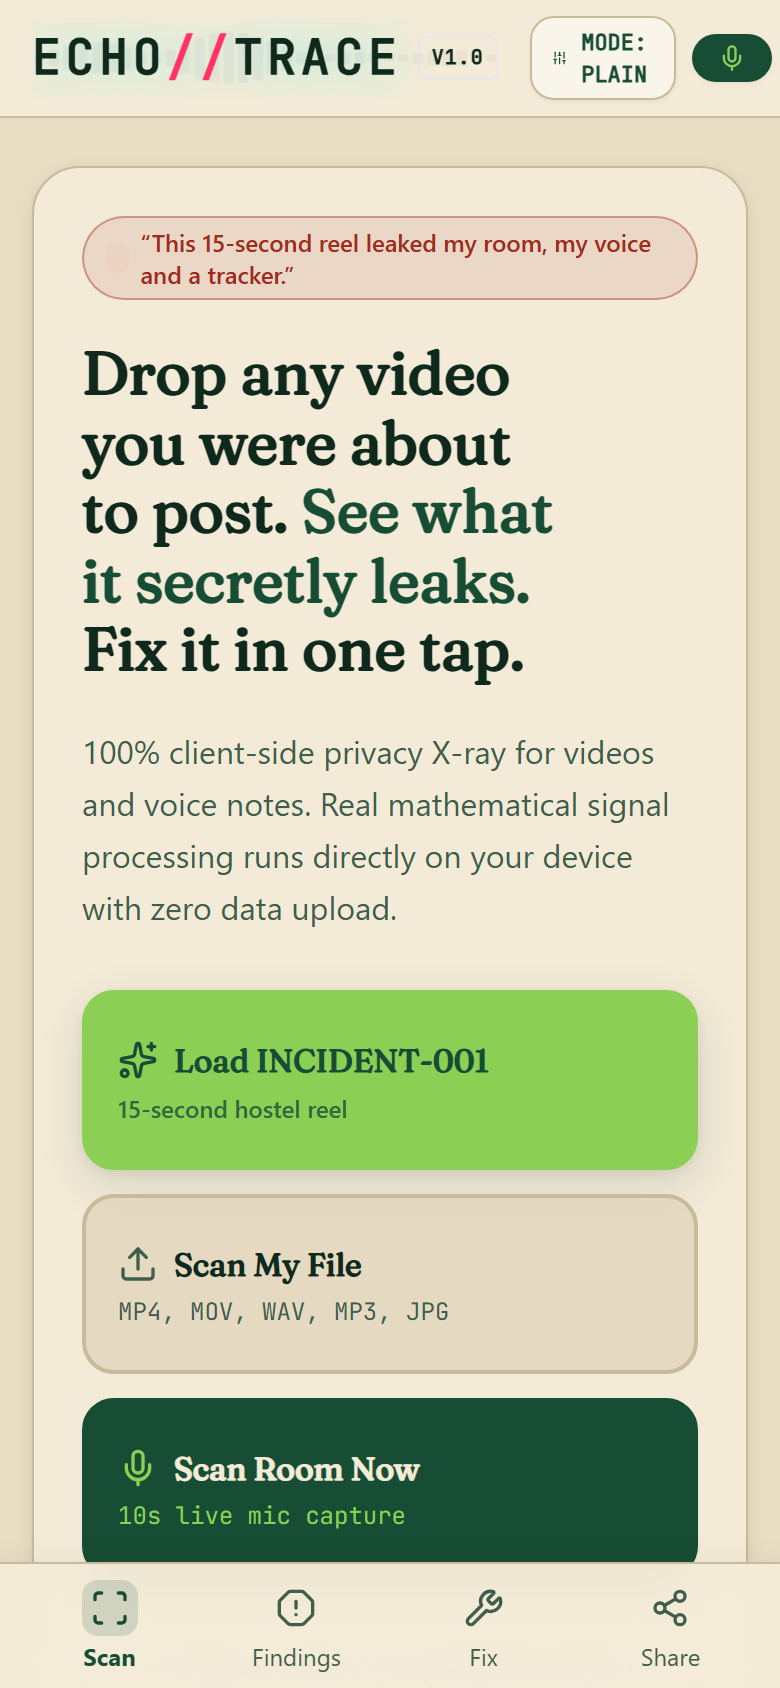 ECHO//TRACE V1.0
MODE:
PLAIN
“This 15-second reel leaked my room, my voice
and a tracker.”
Drop any video
you were about
to post. See what
it secretly leaks.
Fix it in one tap.
100% client-side privacy X-ray for videos
and voice notes. Real mathematical signal
processing runs directly on your device
with zero data upload.
Load INCIDENT-001
15-second hostel reel
Scan My File
MP4, MOV, WAV, MP3, JPG
Scan Room Now
10s live mic capture
Scan Findings Fix Share